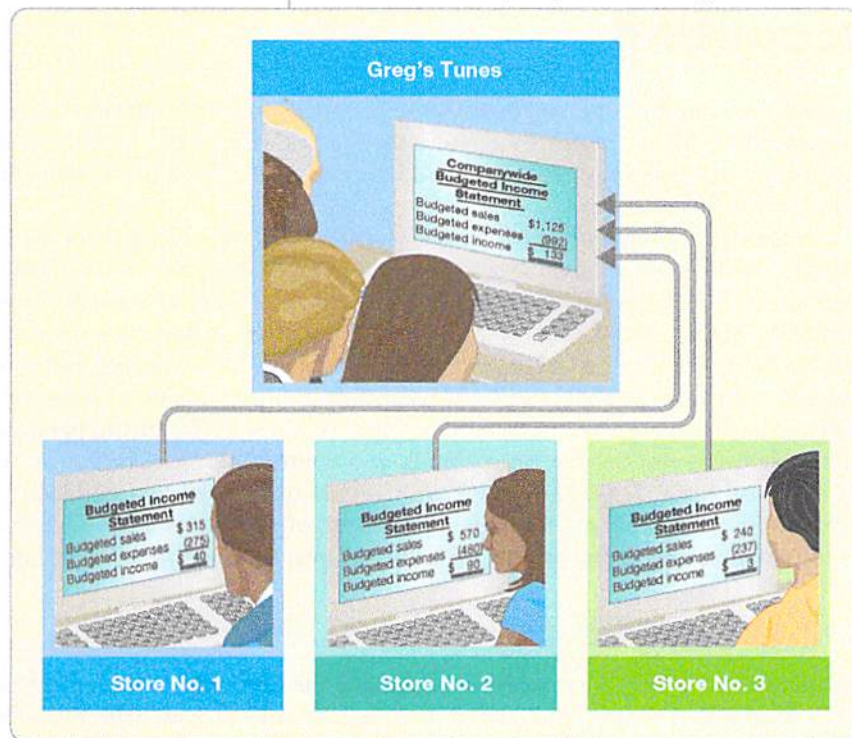 Greg's Tunes
Companywide
Budgeted Income
Statement
Budgeted sales $1,125
Budgeted expenses (992)
Budgeted income $ 133
Budgeted Income
Statement
Budgeted sales $ 315
Budgeted expenses (275)
Budgeted income $ 40
Store No. 1
Budgeted Income
Statement
Budgeted sales $ 570
Budgeted expenses (480)
Budgeted income $ 90
Store No. 2
Budgeted Income
Statement
Budgeted sales $ 240
Budgeted expenses (237)
Budgeted income $ 3
Store No. 3